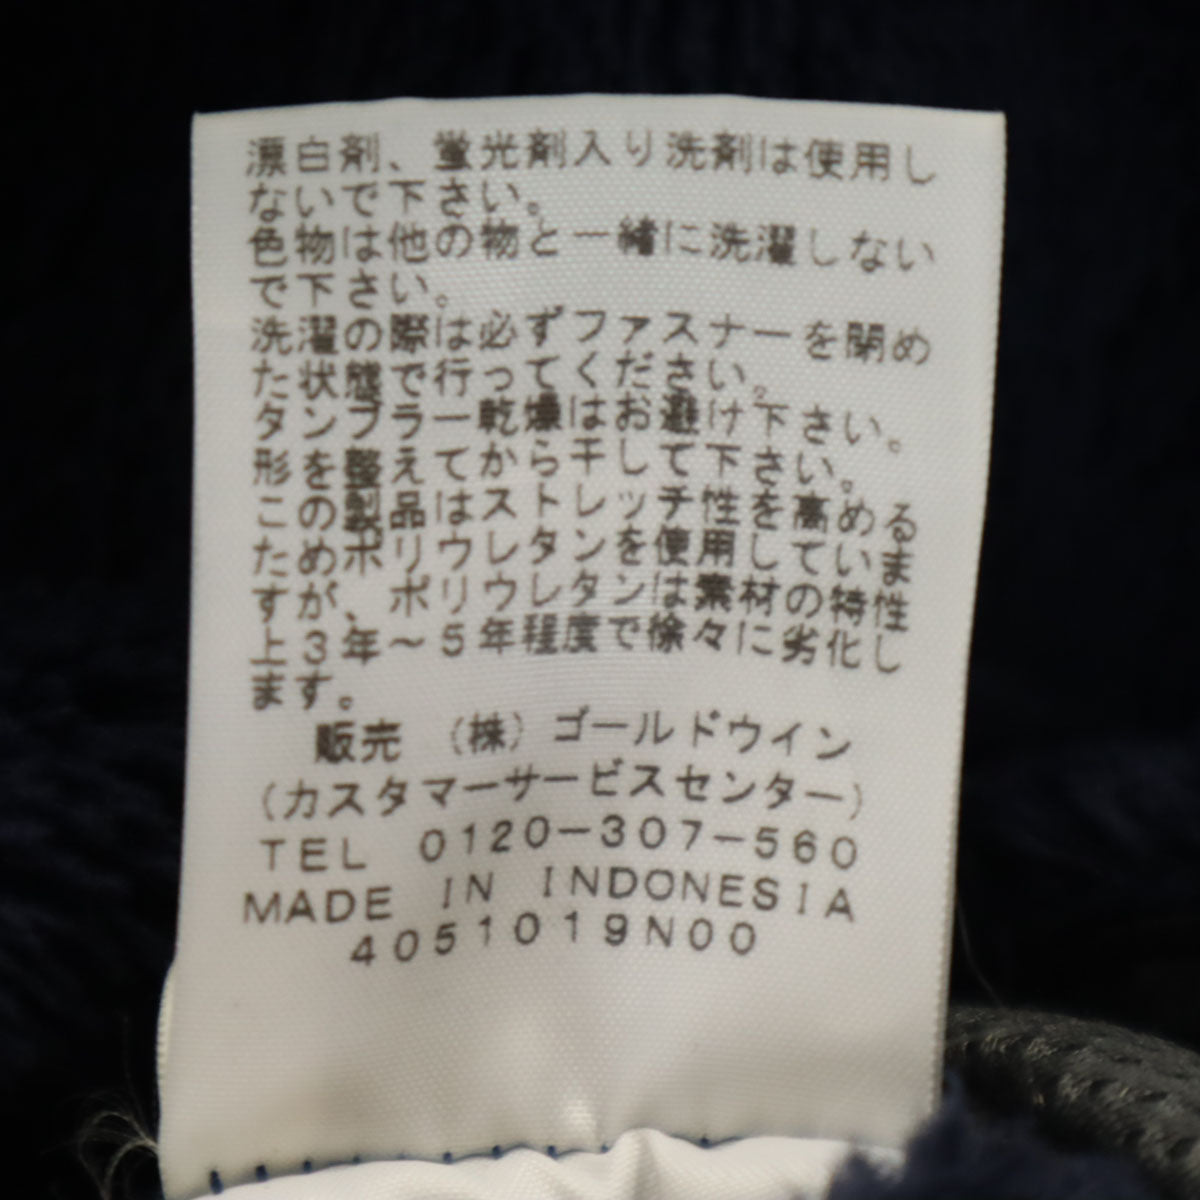 漂白剤、蛍光剤入り洗剤は使用し
ないで下さい。
色物は他の物と一緒に洗濯しない
で下さい。
洗濯の際は必ずファスナーを閉め
た状態で行ってください。
タンブラー乾燥はお避け下さい。
形を整えてから干して下さい。
この製品はストレッチ性を高める
ためポリウレタンを使用していま
すが、ポリウレタンは素材の特性
上3年〜5年程度で徐々に劣化し
ます。
販売 (株)ゴールドウイン
(カスタマーサービスセンター)
TEL 0120-307-560
MADE IN INDONESIA
4051019N00